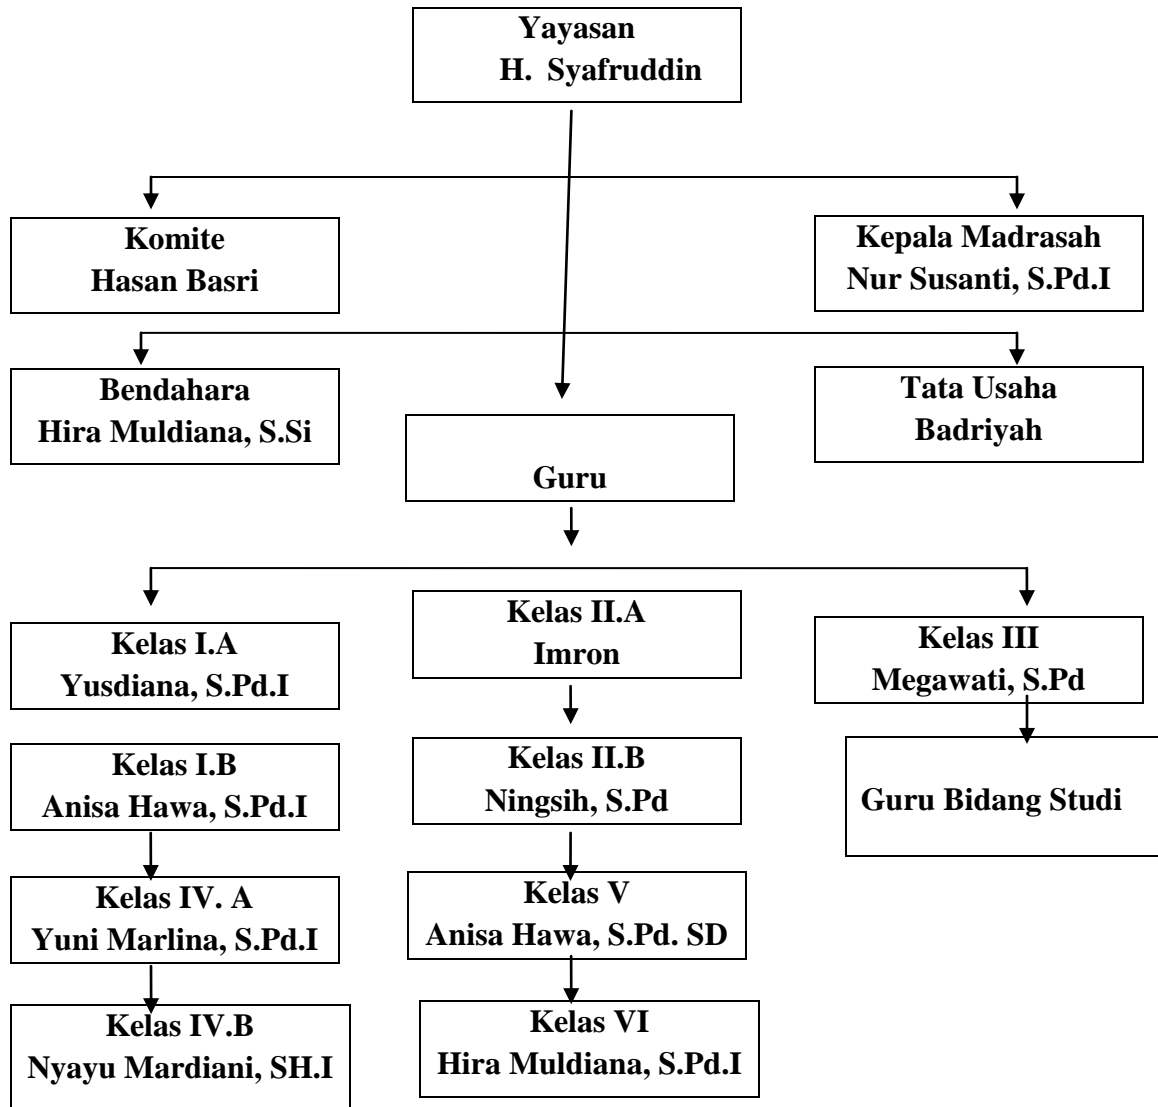 Yayasan
H. Syafruddin
Komite
Hasan Basri
Kepala Madrasah
Nur Susanti, S.Pd.I
Bendahara
Hira Muldiana, S.Si
Tata Usaha
Badriyah
Guru
Kelas I.A
Yusdiana, S.Pd.I
Kelas II.A
Imron
Kelas III
Megawati, S.Pd
Kelas I.B
Anisa Hawa, S.Pd.I
Kelas II.B
Ningsih, S.Pd
Guru Bidang Studi
Kelas IV. A
Yuni Marlina, S.Pd.I
Kelas V
Anisa Hawa, S.Pd. SD
Kelas IV.B
Nyayu Mardiani, SH.I
Kelas VI
Hira Muldiana, S.Pd.I